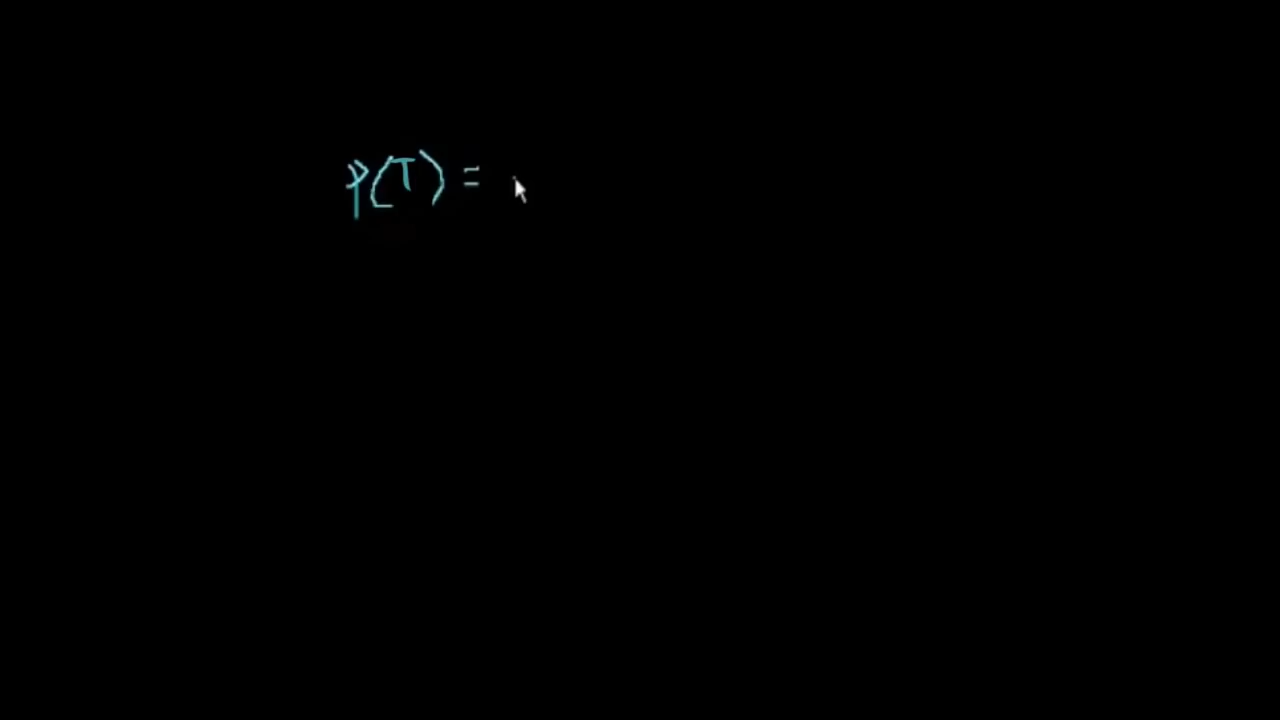 P(T) =